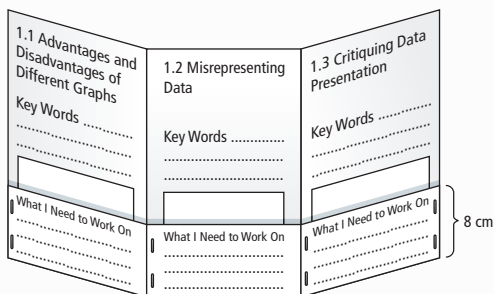 1.1 Advantages and
Disadvantages of
Different Graphs
Key Words ............
1.2 Misrepresenting
Data
Key Words .............
1.3 Critiquing Data
Presentation
Key Words .............
What I Need to Work On
What I Need to Work On
What I Need to Work On
8 cm